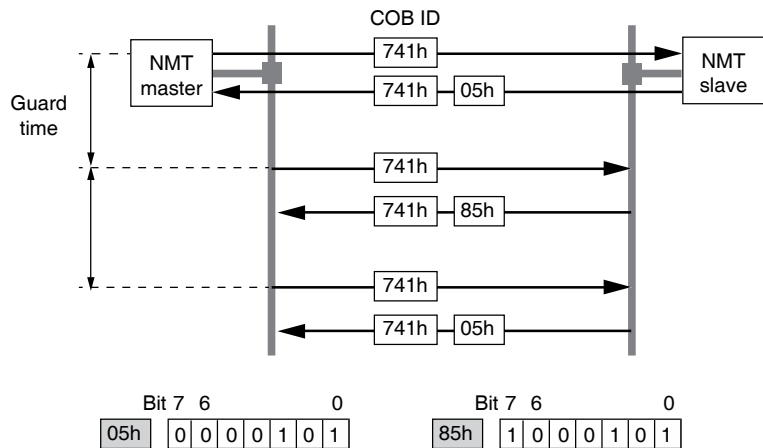 COB ID
NMT
master
741h
NMT
slave
741h 05h
Guard
time
741h
741h 85h
741h
741h 05h
Bit 7 6 0
05h 0 0 0 0 0 1 0 1
Bit 7 6 0
85h 1 0 0 0 0 1 0 1